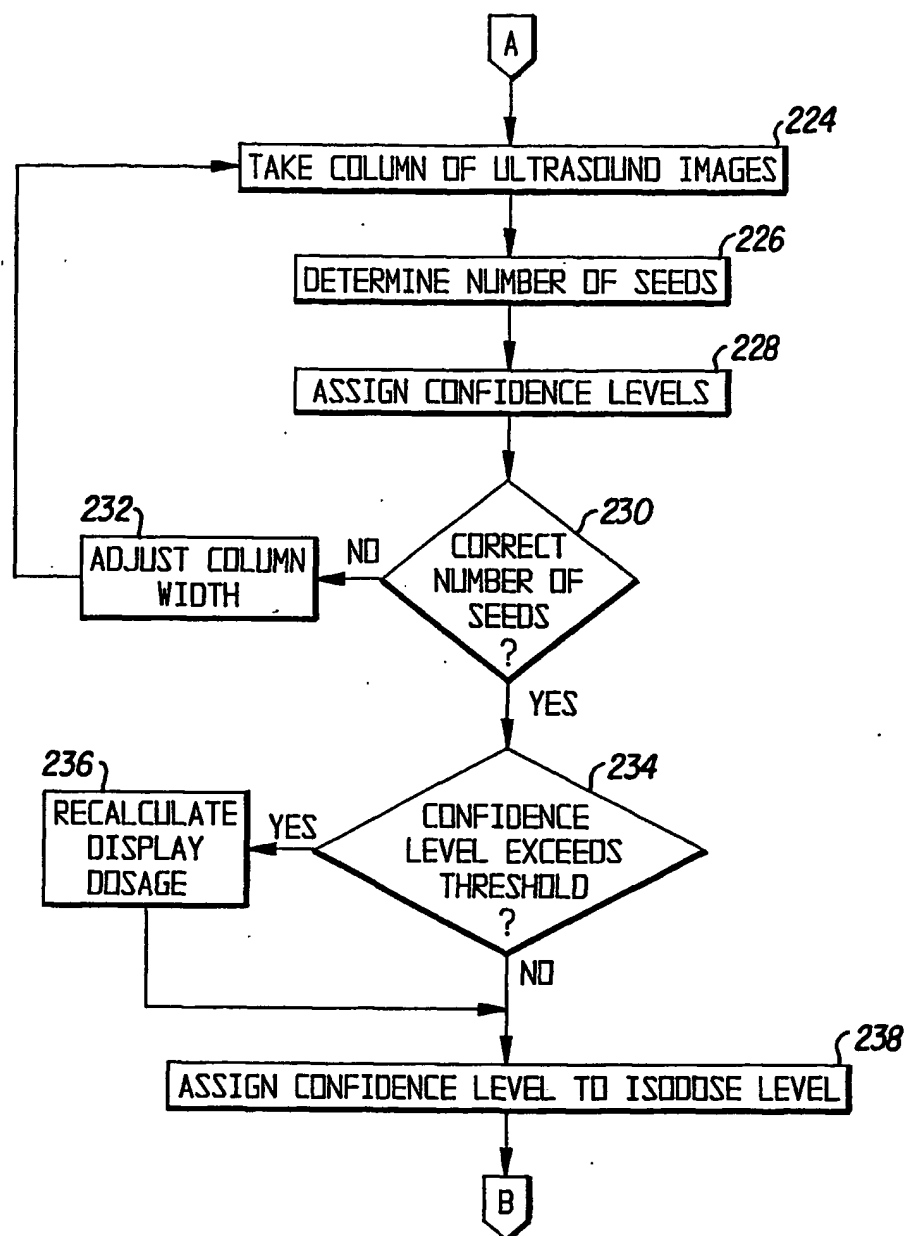 A
224
TAKE COLUMN OF ULTRASOUND IMAGES
226
DETERMINE NUMBER OF SEEDS
228
ASSIGN CONFIDENCE LEVELS
230
CORRECT
NUMBER OF
SEEDS
?
232
NO
ADJUST COLUMN
WIDTH
YES
234
CONFIDENCE
LEVEL EXCEEDS
THRESHOLD
?
236
YES
RECALCULATE
DISPLAY
DOSAGE
NO
238
ASSIGN CONFIDENCE LEVEL TO ISODOSE LEVEL
B